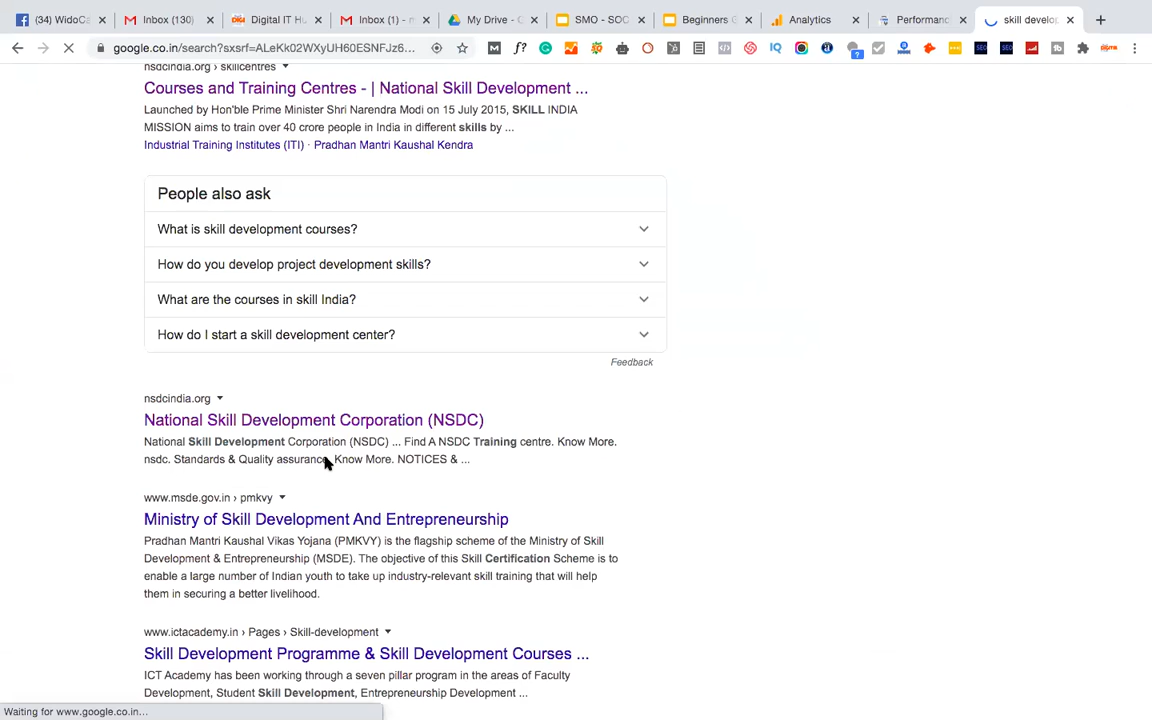 (34) WidoCa
Inbox (130)
Digital IT Hu
Inbox (1) - m
My Drive - G
SMO - SOC
Beginners G
Analytics
Performanc
skill develo
google.co.in/search?sxsrf=ALeKk02WXyUH60ESNFJz6...
nsdcindia.org › skillcentres
Courses and Training Centres - | National Skill Development ...
Launched by Hon'ble Prime Minister Shri Narendra Modi on 15 July 2015, SKILL INDIA
MISSION aims to train over 40 crore people in India in different skills by ...
Industrial Training Institutes (ITI) · Pradhan Mantri Kaushal Kendra
People also ask
What is skill development courses?
How do you develop project development skills?
What are the courses in skill India?
How do I start a skill development center?
Feedback
nsdcindia.org
National Skill Development Corporation (NSDC)
National Skill Development Corporation (NSDC) ... Find A NSDC Training centre. Know More.
nsdc. Standards & Quality assurance. Know More. NOTICES & ...
www.msde.gov.in › pmkvy
Ministry of Skill Development And Entrepreneurship
Pradhan Mantri Kaushal Vikas Yojana (PMKVY) is the flagship scheme of the Ministry of Skill
Development & Entrepreneurship (MSDE). The objective of this Skill Certification Scheme is to
enable a large number of Indian youth to take up industry-relevant skill training that will help
them in securing a better livelihood.
www.ictacademy.in › Pages › Skill-development
Skill Development Programme & Skill Development Courses ...
ICT Academy has been working through a seven pillar program in the areas of Faculty
Development, Student Skill Development, Entrepreneurship Development ...
Waiting for www.google.co.in...